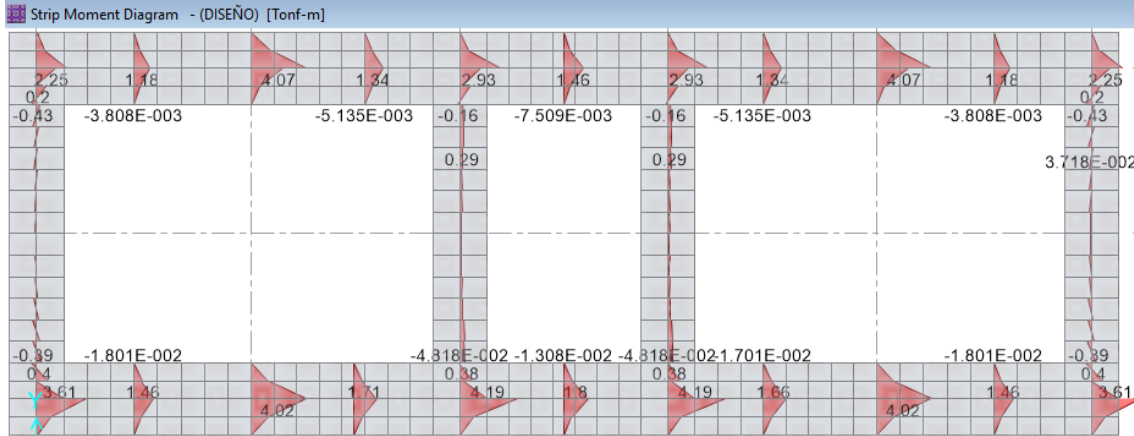 Strip Moment Diagram - (DISEÑO) [Tonf-m]
2.25 1.18 4.07 1.34 2.93 1.46 2.93 1.34 4.07 1.18 2.25
0.2 0.2
-0.43 -3.808E-003 -5.135E-003 -0.16 -7.509E-003 -0.16 -5.135E-003 -3.808E-003 -0.43
0.29 0.29 3.718E-002
-0.39 -1.801E-002 -4.818E-002 -1.308E-002 -4.818E-002 -1.701E-002 -1.801E-002 -0.39
0.4 0.38 0.38 0.4
3.61 1.46 1.71 4.19 1.8 4.19 1.66 1.46 3.61
4.02 4.02
Y